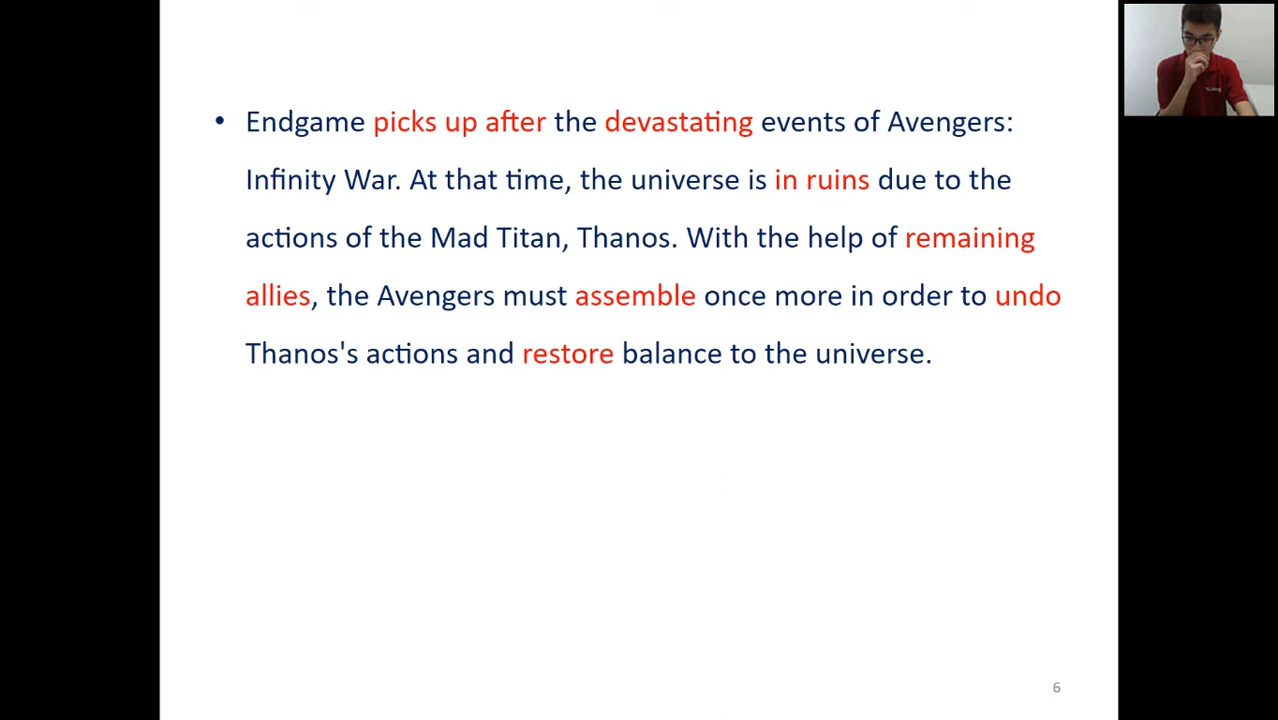 • Endgame picks up after the devastating events of Avengers:
Infinity War. At that time, the universe is in ruins due to the
actions of the Mad Titan, Thanos. With the help of remaining
allies, the Avengers must assemble once more in order to undo
Thanos's actions and restore balance to the universe.
6